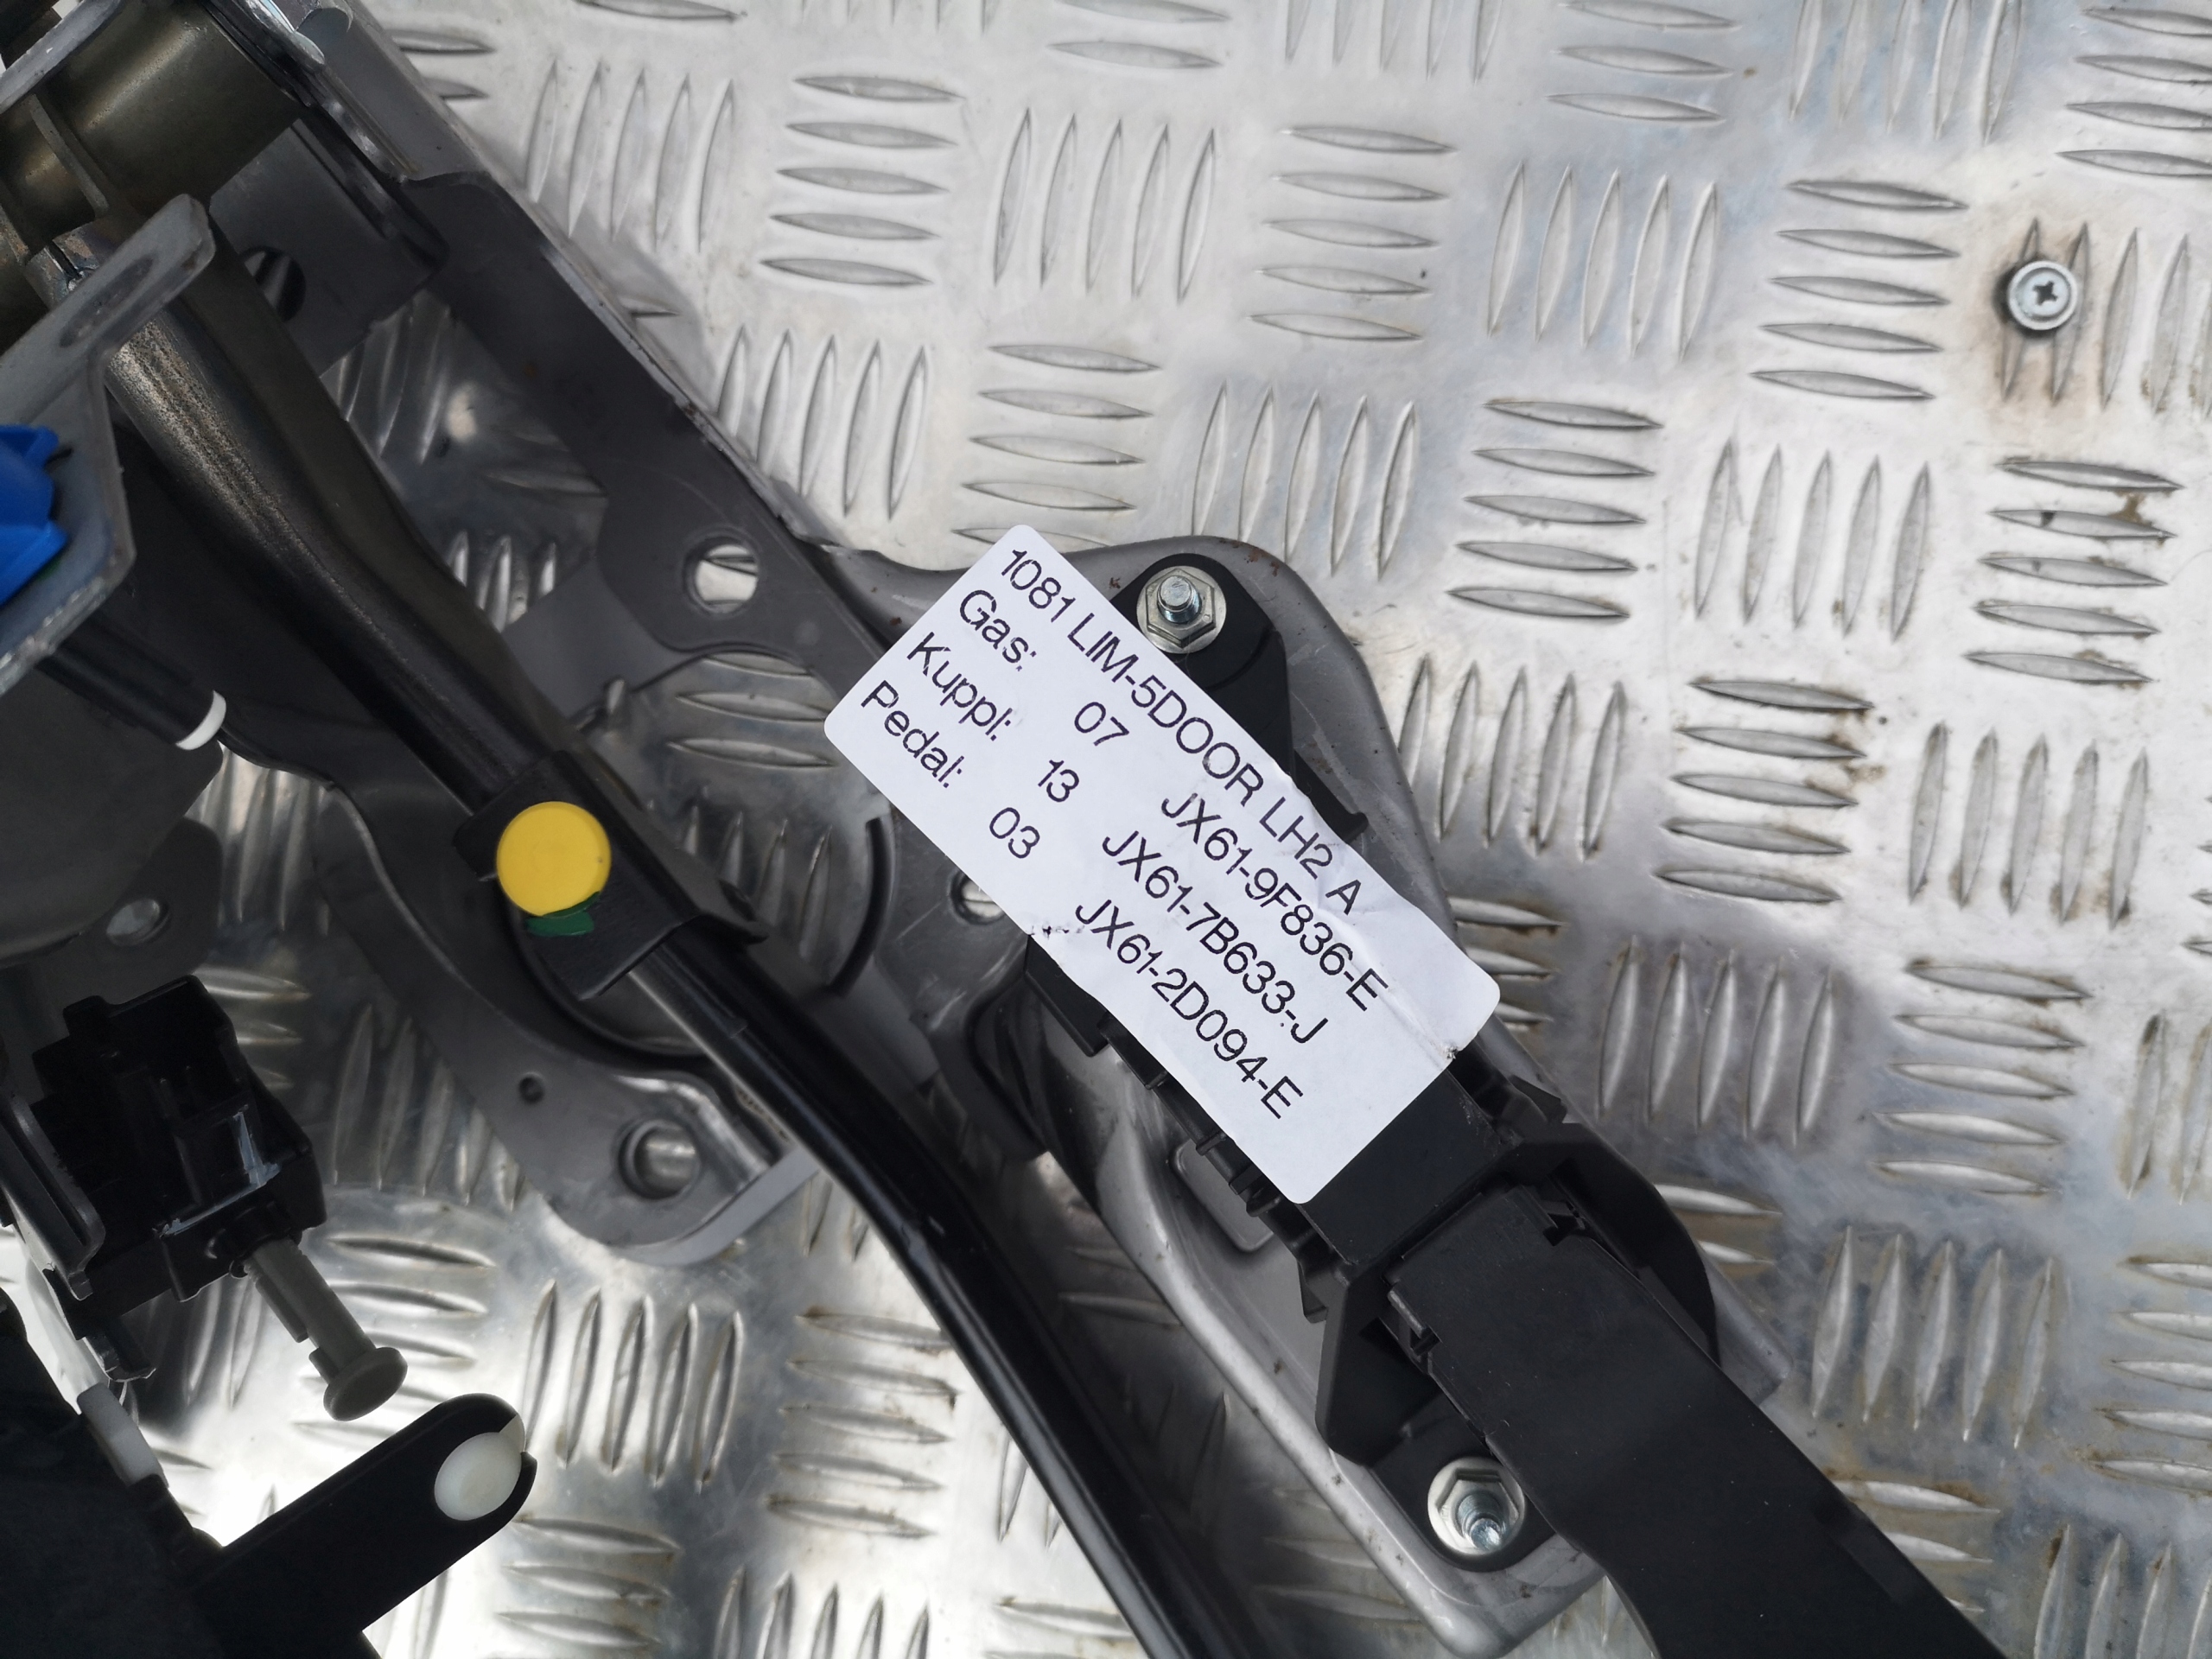 1081 LIM-5DOOR LH2 A
Gas: 07 JX61-9F836-E
Kuppl: 13 JX61-7B633-J
Pedal: 03 JX61-2D094-E